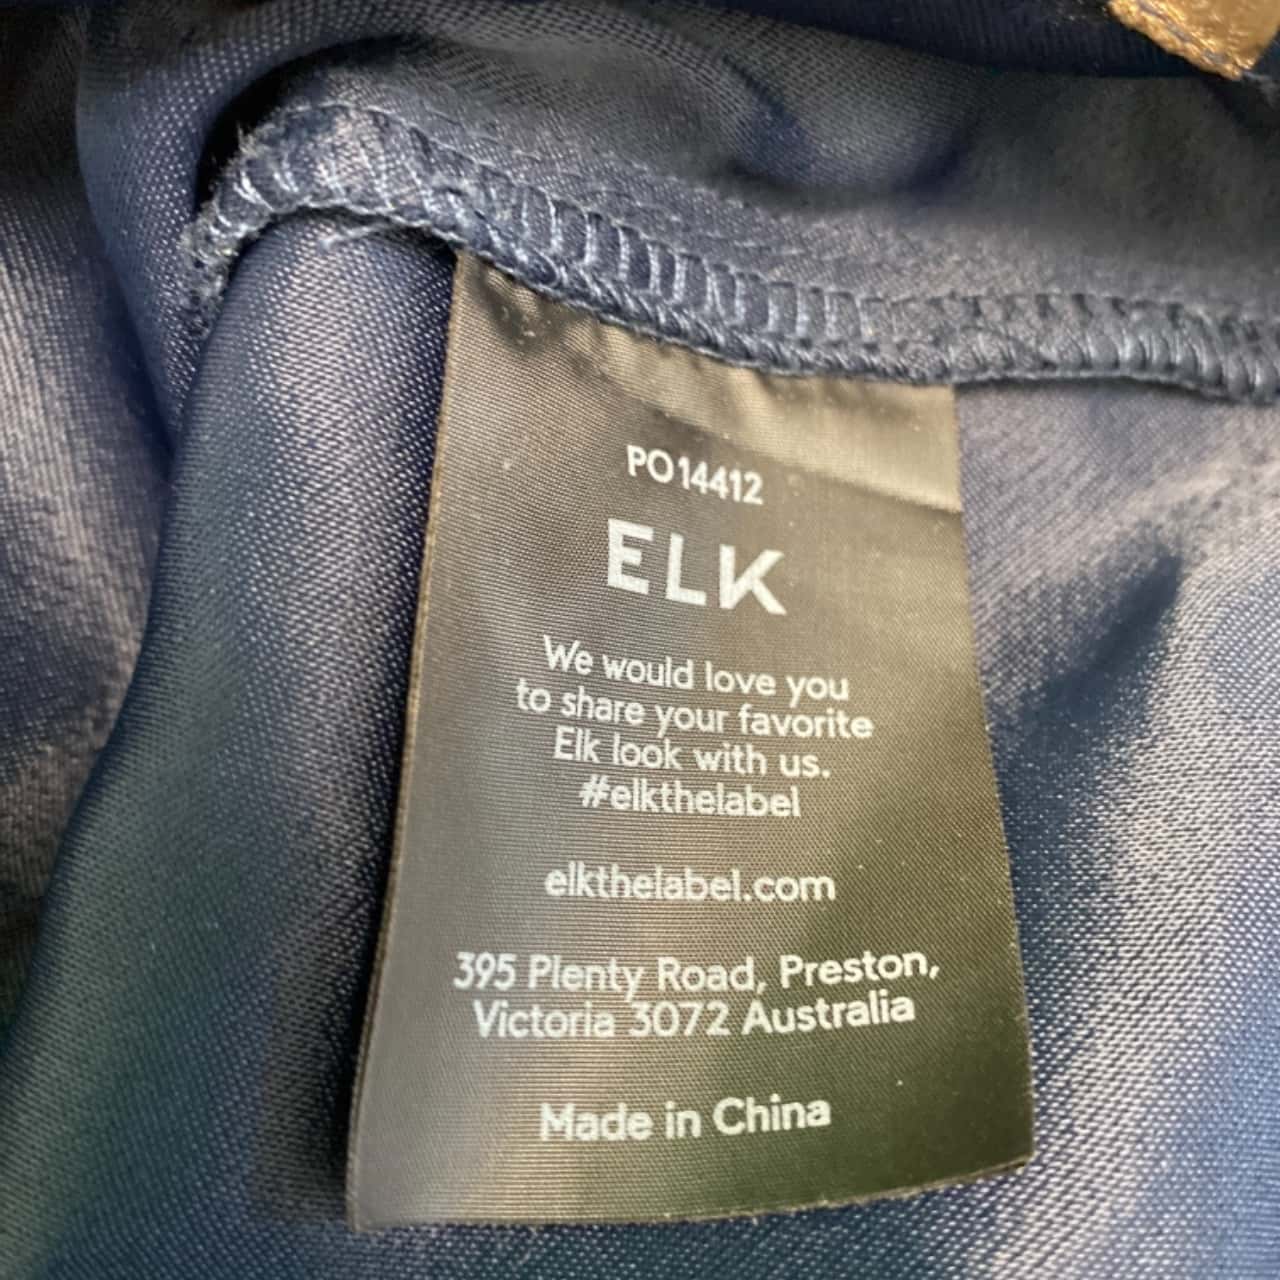 PO14412
ELK
We would love you
to share your favorite
Elk look with us.
#elkthelabel
elkthelabel.com
395 Plenty Road, Preston,
Victoria 3072 Australia
Made in China